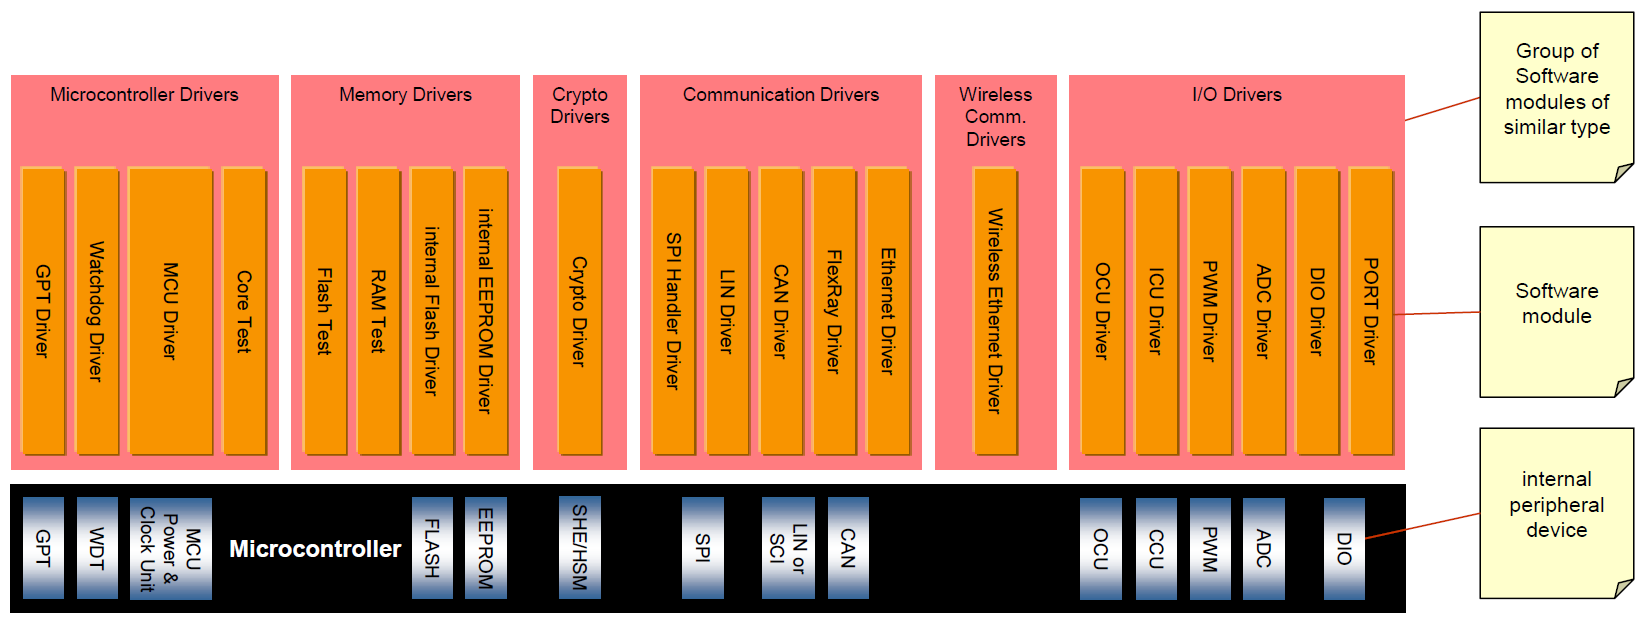 Microcontroller Drivers
Memory Drivers
Crypto
Drivers
Communication Drivers
Wireless
Comm.
Drivers
I/O Drivers
Group of
Software
modules of
similar type
GPT Driver
Watchdog Driver
MCU Driver
Core Test
Flash Test
RAM Test
internal Flash Driver
internal EEPROM Driver
Crypto Driver
SPI Handler Driver
LIN Driver
CAN Driver
FlexRay Driver
Ethernet Driver
Wireless Ethernet Driver
OCU Driver
ICU Driver
PWM Driver
ADC Driver
DIO Driver
PORT Driver
Software
module
GPT
WDT
MCU
Power &
Clock Unit
Microcontroller
FLASH
EEPROM
SHE/HSM
SPI
LIN or
SCI
CAN
OCU
CCU
PWM
ADC
DIO
internal
peripheral
device